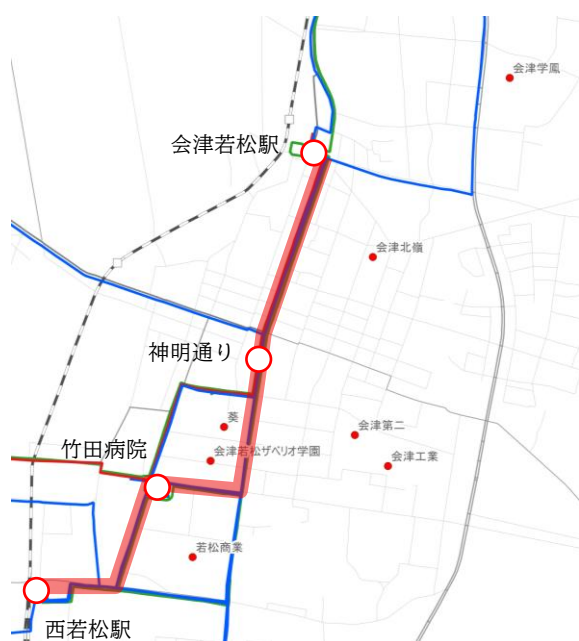 会津学鳳
会津若松駅
会津北嶺
神明通り
葵
会津第二
竹田病院
会津若松ザベリオ学園
会津工業
若松商業
西若松駅